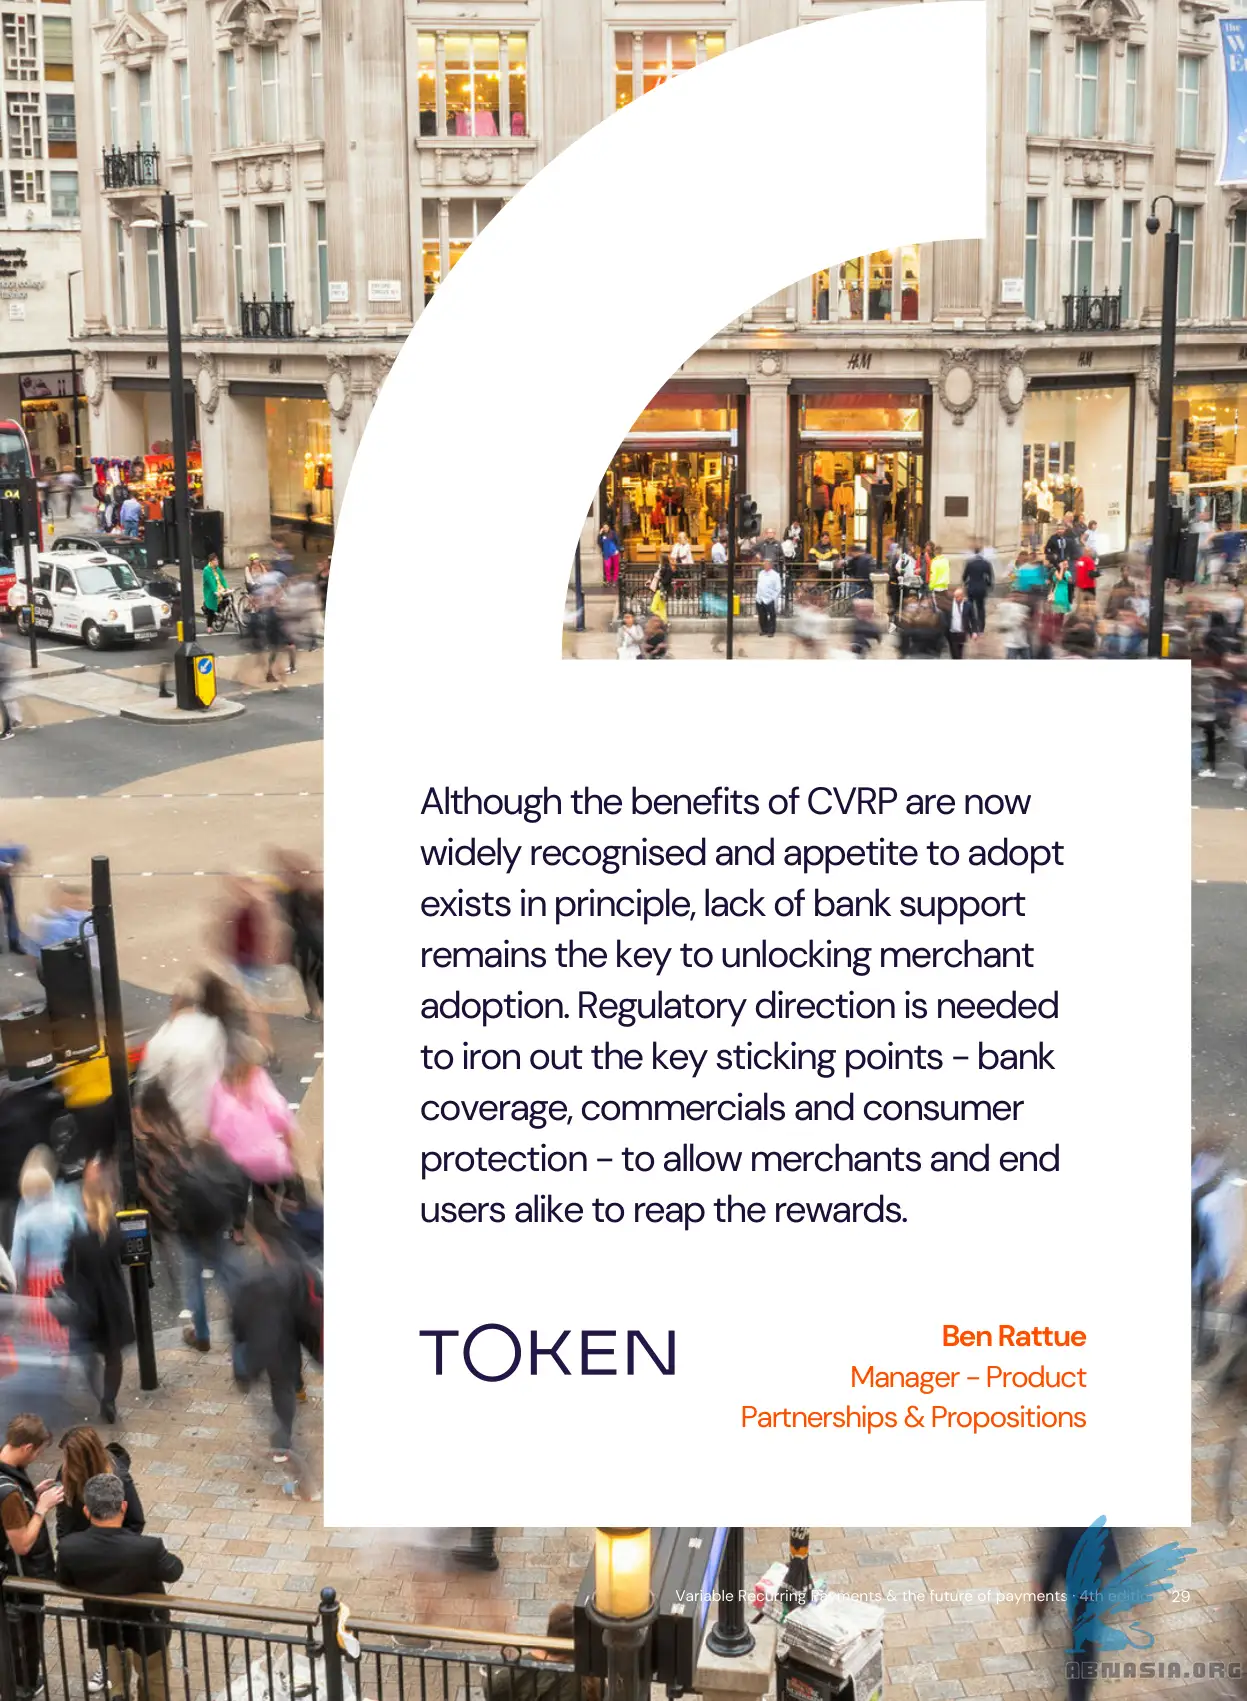 The
H&M
H&M
H&M
Although the benefits of CVRP are now
widely recognised and appetite to adopt
exists in principle, lack of bank support
remains the key to unlocking merchant
adoption. Regulatory direction is needed
to iron out the key sticking points – bank
coverage, commercials and consumer
protection – to allow merchants and end
users alike to reap the rewards.
TOKEN
Ben Rattue
Manager – Product
Partnerships & Propositions
Variable Recurring Payments & the future of payments · 4th edition 29
ABNASIA.ORG